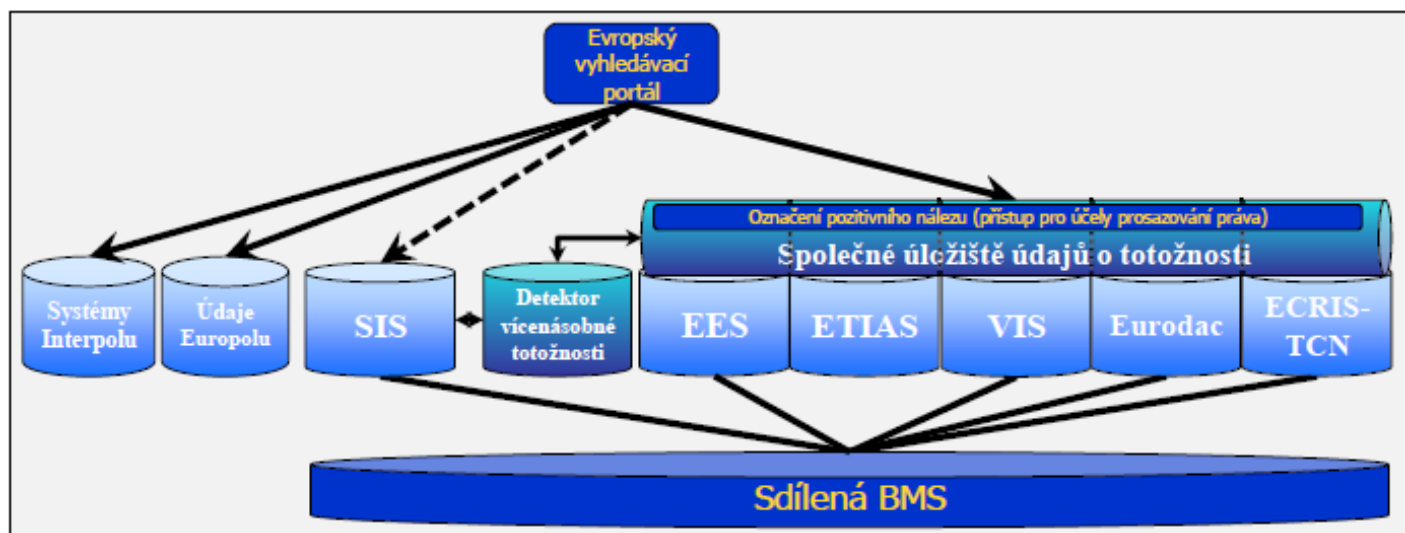 Evropský
vyhledávací
portál
Označení pozitivního nálezu (přístup pro účely prosazování práva)
Společné úložiště údajů o totožnosti
Systémy
Interpolu
Údaje
Europolu
SIS
Detektor
vícenásobné
totožnosti
EES
ETIAS
VIS
Eurodac
ECRIS-
TCN
Sdílená BMS